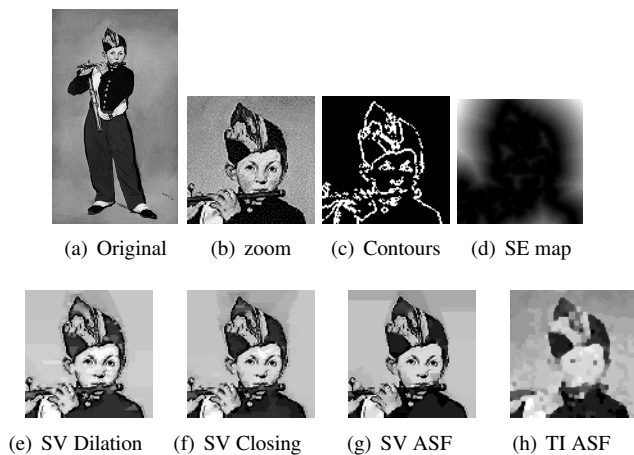 (a) Original (b) zoom (c) Contours (d) SE map
(e) SV Dilation (f) SV Closing (g) SV ASF (h) TI ASF